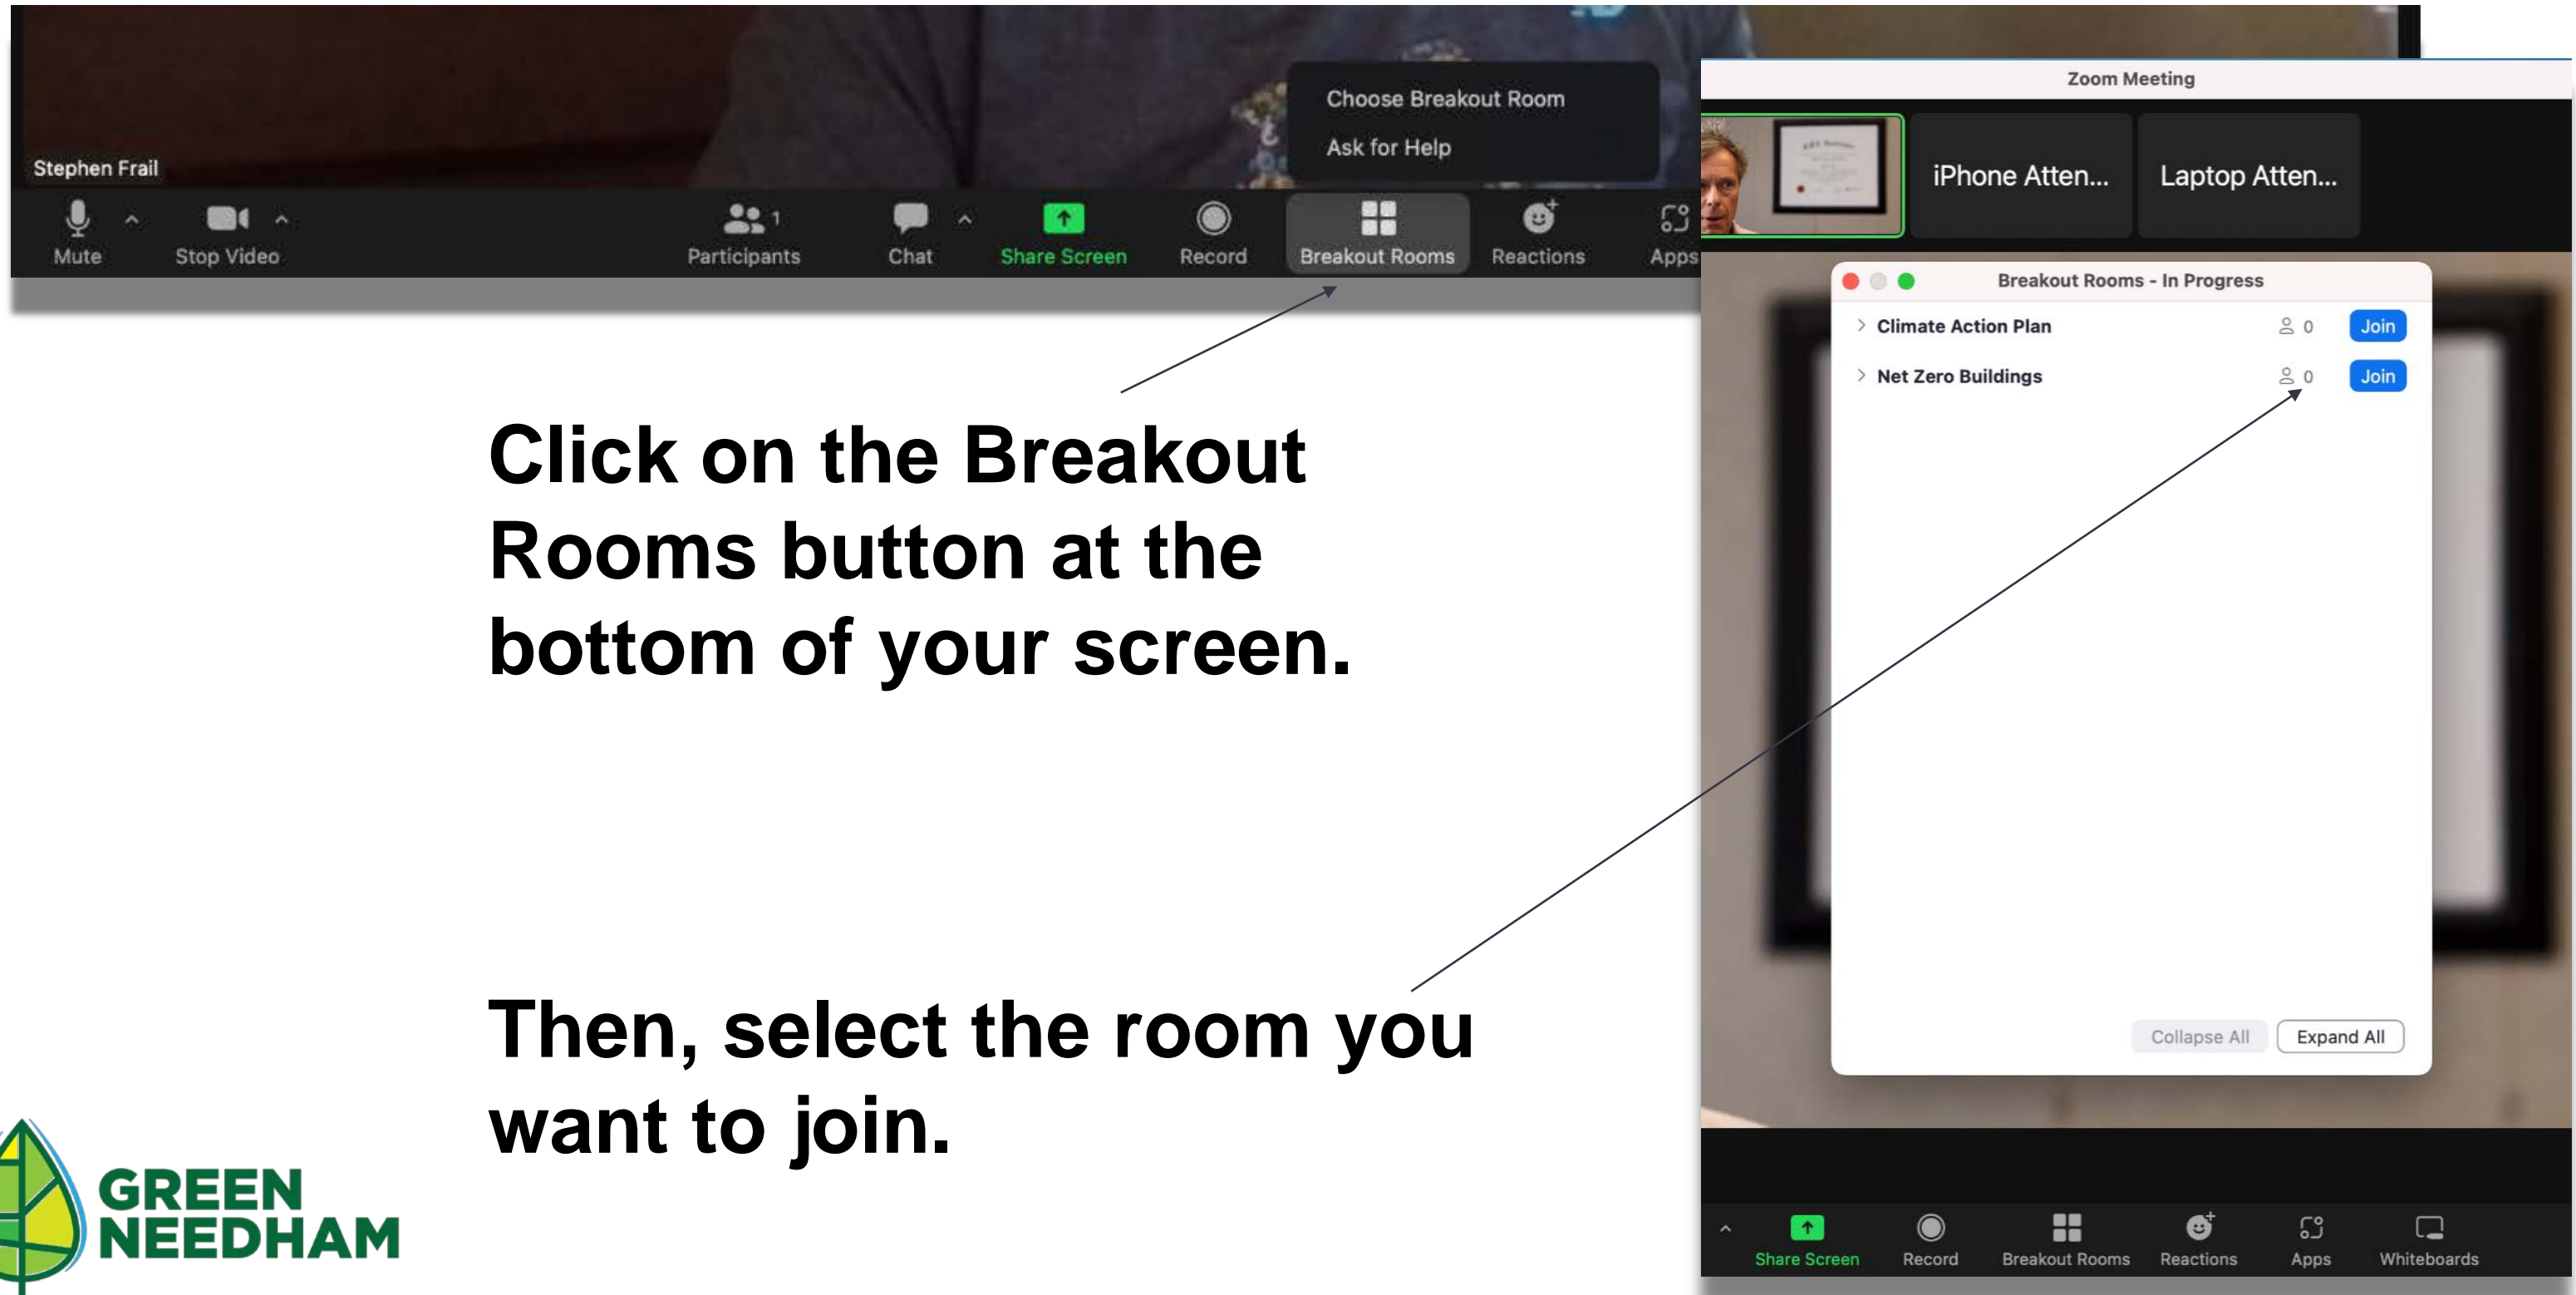 Choose Breakout Room
Ask for Help
Stephen Frail
1
Mute
Stop Video
Participants
Chat
Share Screen
Record
Breakout Rooms
Reactions
Apps
Zoom Meeting
iPhone Atten...
Laptop Atten...
Breakout Rooms - In Progress
Climate Action Plan 0 Join
Net Zero Buildings 0 Join
Collapse All Expand All
Share Screen
Record
Breakout Rooms
Reactions
Apps
Whiteboards
Click on the Breakout
Rooms button at the
bottom of your screen.
Then, select the room you
want to join.
GREEN
NEEDHAM